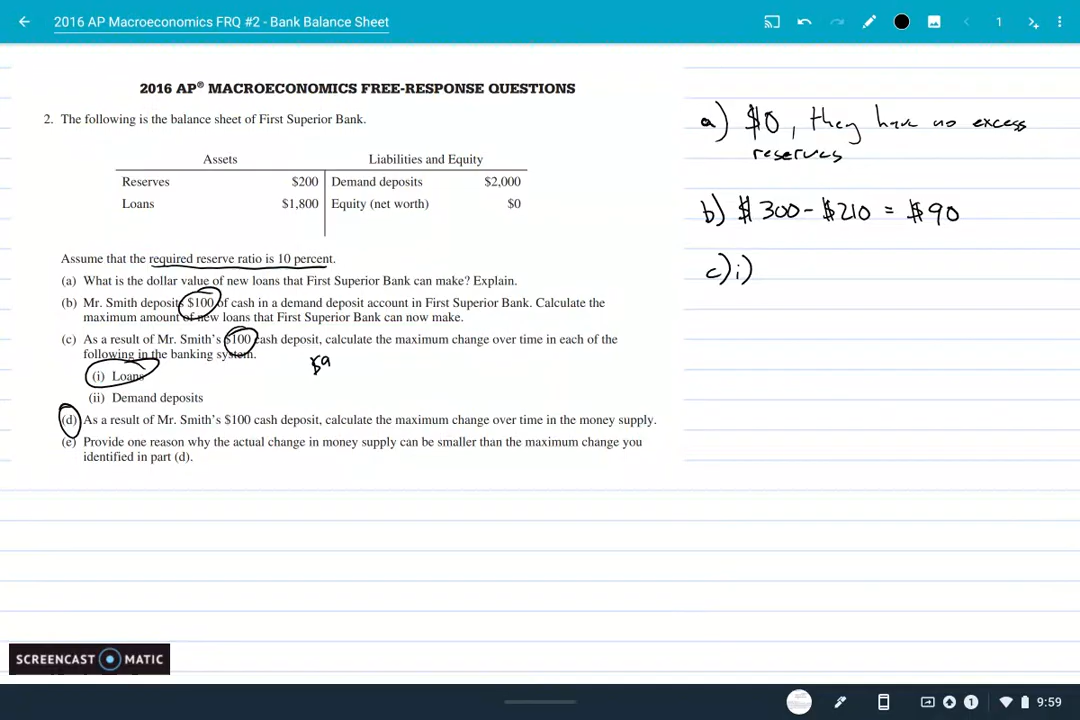 2016 AP Macroeconomics FRQ #2 - Bank Balance Sheet
1
2016 AP® MACROECONOMICS FREE-RESPONSE QUESTIONS
2. The following is the balance sheet of First Superior Bank.
Assets Liabilities and Equity
Reserves $200 Demand deposits $2,000
Loans $1,800 Equity (net worth) $0
Assume that the required reserve ratio is 10 percent.
(a) What is the dollar value of new loans that First Superior Bank can make? Explain.
(b) Mr. Smith deposits $100 of cash in a demand deposit account in First Superior Bank. Calculate the
maximum amount of new loans that First Superior Bank can now make.
(c) As a result of Mr. Smith's $100 cash deposit, calculate the maximum change over time in each of the
following in the banking system.
$9
(i) Loans
(ii) Demand deposits
(d) As a result of Mr. Smith's $100 cash deposit, calculate the maximum change over time in the money supply.
(e) Provide one reason why the actual change in money supply can be smaller than the maximum change you
identified in part (d).
a) $0, they have no excess
reserves
b) $300 - $210 = $90
c) i)
SCREENCAST MATIC
1 9:59